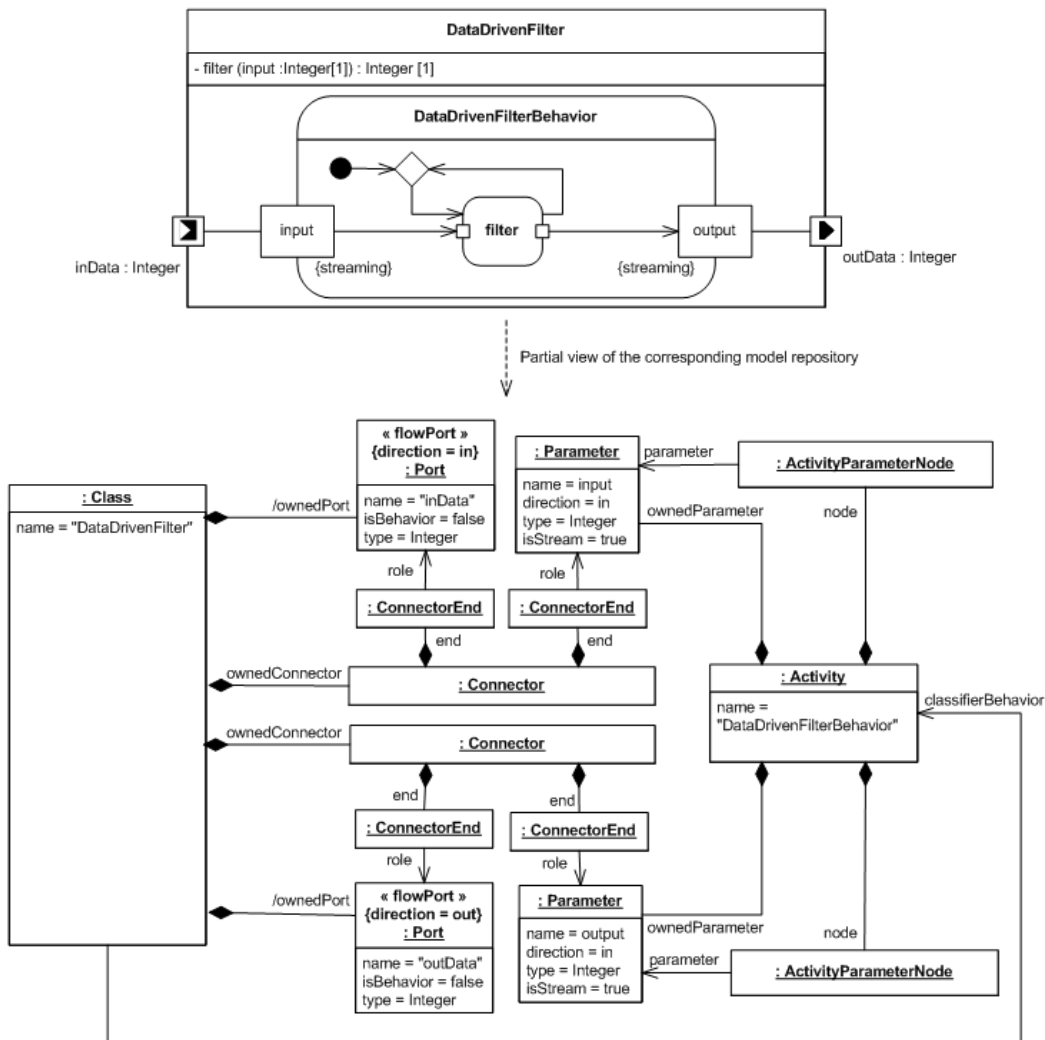 DataDrivenFilter
- filter (input :Integer[1]) : Integer [1]
DataDrivenFilterBehavior
input
filter
output
{streaming}
{streaming}
inData : Integer
outData : Integer
Partial view of the corresponding model repository
« flowPort »
{direction = in}
: Port
name = "inData"
isBehavior = false
type = Integer
: Parameter
name = input
direction = in
type = Integer
isStream = true
parameter
: ActivityParameterNode
: Class
name = "DataDrivenFilter"
/ownedPort
ownedParameter
node
role
role
: ConnectorEnd
: ConnectorEnd
end
end
ownedConnector
: Connector
: Activity
name =
"DataDrivenFilterBehavior"
classifierBehavior
ownedConnector
: Connector
end
end
: ConnectorEnd
: ConnectorEnd
role
role
/ownedPort
« flowPort »
{direction = out}
: Port
name = "outData"
isBehavior = false
type = Integer
: Parameter
name = output
direction = in
type = Integer
isStream = true
ownedParameter
node
parameter
: ActivityParameterNode